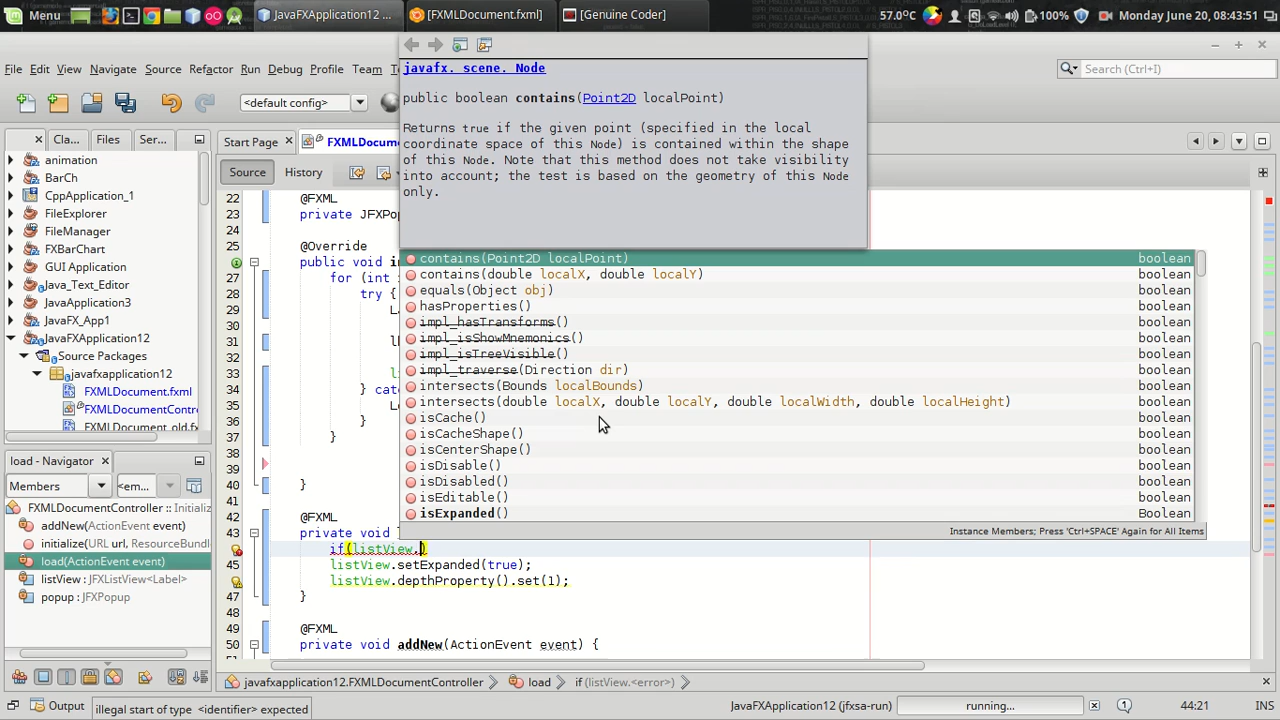 Menu
JavaFXApplication12 ...
[FXMLDocument.fxml]
[Genuine Coder]
57.0°C
100%
Monday June 20, 08:43:51
File Edit View Navigate Source Refactor Run Debug Profile Team
Search (Ctrl+I)
<default config>
Cla... Files Ser...
Start Page
FXMLDocum
Source History
animation
BarCh
CppApplication_1
FileExplorer
FileManager
FXBarChart
GUI Application
Java_Text_Editor
JavaApplication3
JavaFX_App1
JavaFXApplication12
Source Packages
javafxapplication12
FXMLDocument.fxml
FXMLDocumentContr
FXMLDocument_old.fx
load - Navigator
Members
<em...
FXMLDocumentController :: Initializ
addNew(ActionEvent event)
initialize(URL url, ResourceBundl
load(ActionEvent event)
listView : JFXListView<Label>
popup : JFXPopup
javafx. scene. Node
public boolean contains(Point2D localPoint)
Returns true if the given point (specified in the local
coordinate space of this Node) is contained within the shape
of this Node. Note that this method does not take visibility
into account; the test is based on the geometry of this Node
only.
22 @FXML
23 private JFXPo
25 @Override
public void in
27 for (int i
28 try {
29 La
30
31 lb
32
33 li
34 } catc
35 Lo
36 }
37 }
38
39
40 }
41
42 @FXML
43 private void l
if(listView.)
45 listView.setExpanded(true);
listView.depthProperty().set(1);
47 }
48
49 @FXML
50 private void addNew(ActionEvent event) {
contains(Point2D localPoint) boolean
contains(double localX, double localY) boolean
equals(Object obj) boolean
hasProperties() boolean
impl_hasTransforms() boolean
impl_isShowMnemonics() boolean
impl_isTreeVisible() boolean
impl_traverse(Direction dir) boolean
intersects(Bounds localBounds) boolean
intersects(double localX, double localY, double localWidth, double localHeight) boolean
isCache() boolean
isCacheShape() boolean
isCenterShape() boolean
isDisable() boolean
isDisabled() boolean
isEditable() boolean
isExpanded() Boolean
Instance Members; Press 'Ctrl+SPACE' Again for All Items
javafxapplication12.FXMLDocumentController
load
if (listView.<error>)
Output
illegal start of type <identifier> expected
JavaFXApplication12 (jfxsa-run)
running...
1
44:21
INS